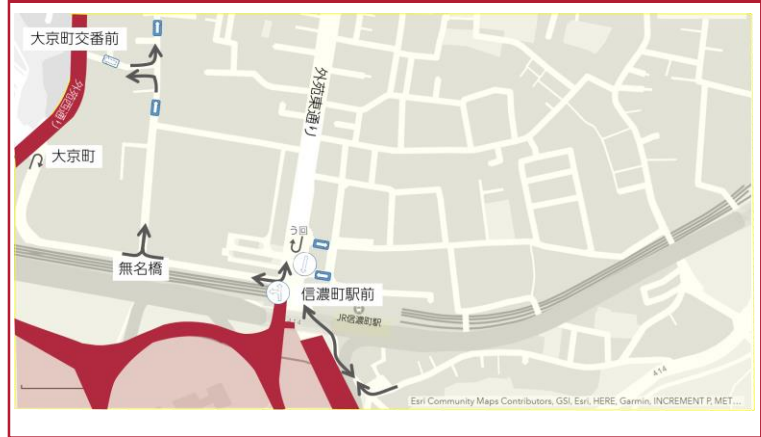 大京町交番前
外苑西通り
外苑東通り
大京町
う回
無名橋
信濃町駅前
JR信濃町駅
414
414
Esri Community Maps Contributors, GSI, Esri, HERE, Garmin, INCREMENT P, MET...